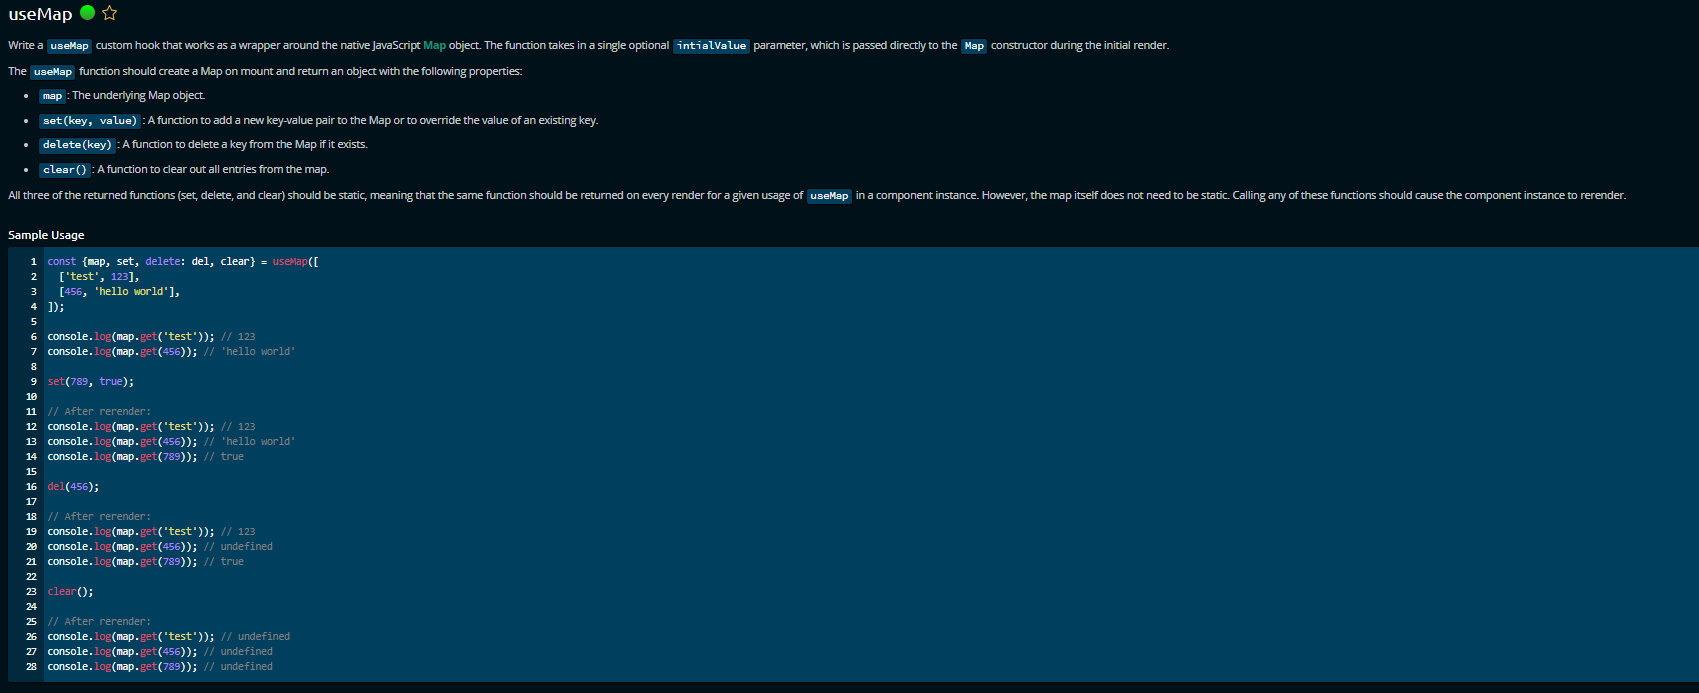 useMap
Write a useMap custom hook that works as a wrapper around the native JavaScript Map object. The function takes in a single optional intialValue parameter, which is passed directly to the Map constructor during the initial render.
The useMap function should create a Map on mount and return an object with the following properties:
• map: The underlying Map object.
• set(key, value): A function to add a new key-value pair to the Map or to override the value of an existing key.
• delete(key): A function to delete a key from the Map if it exists.
• clear(): A function to clear out all entries from the map.
All three of the returned functions (set, delete, and clear) should be static, meaning that the same function should be returned on every render for a given usage of useMap in a component instance. However, the map itself does not need to be static. Calling any of these functions should cause the component instance to rerender.
Sample Usage
1 const {map, set, delete: del, clear} = useMap([
2 ['test', 123],
3 [456, 'hello world'],
4 ]);
5
6 console.log(map.get('test')); // 123
7 console.log(map.get(456)); // 'hello world'
8
9 set(789, true);
10
11 // After rerender:
12 console.log(map.get('test')); // 123
13 console.log(map.get(456)); // 'hello world'
14 console.log(map.get(789)); // true
15
16 del(456);
17
18 // After rerender:
19 console.log(map.get('test')); // 123
20 console.log(map.get(456)); // undefined
21 console.log(map.get(789)); // true
22
23 clear();
24
25 // After rerender:
26 console.log(map.get('test')); // undefined
27 console.log(map.get(456)); // undefined
28 console.log(map.get(789)); // undefined